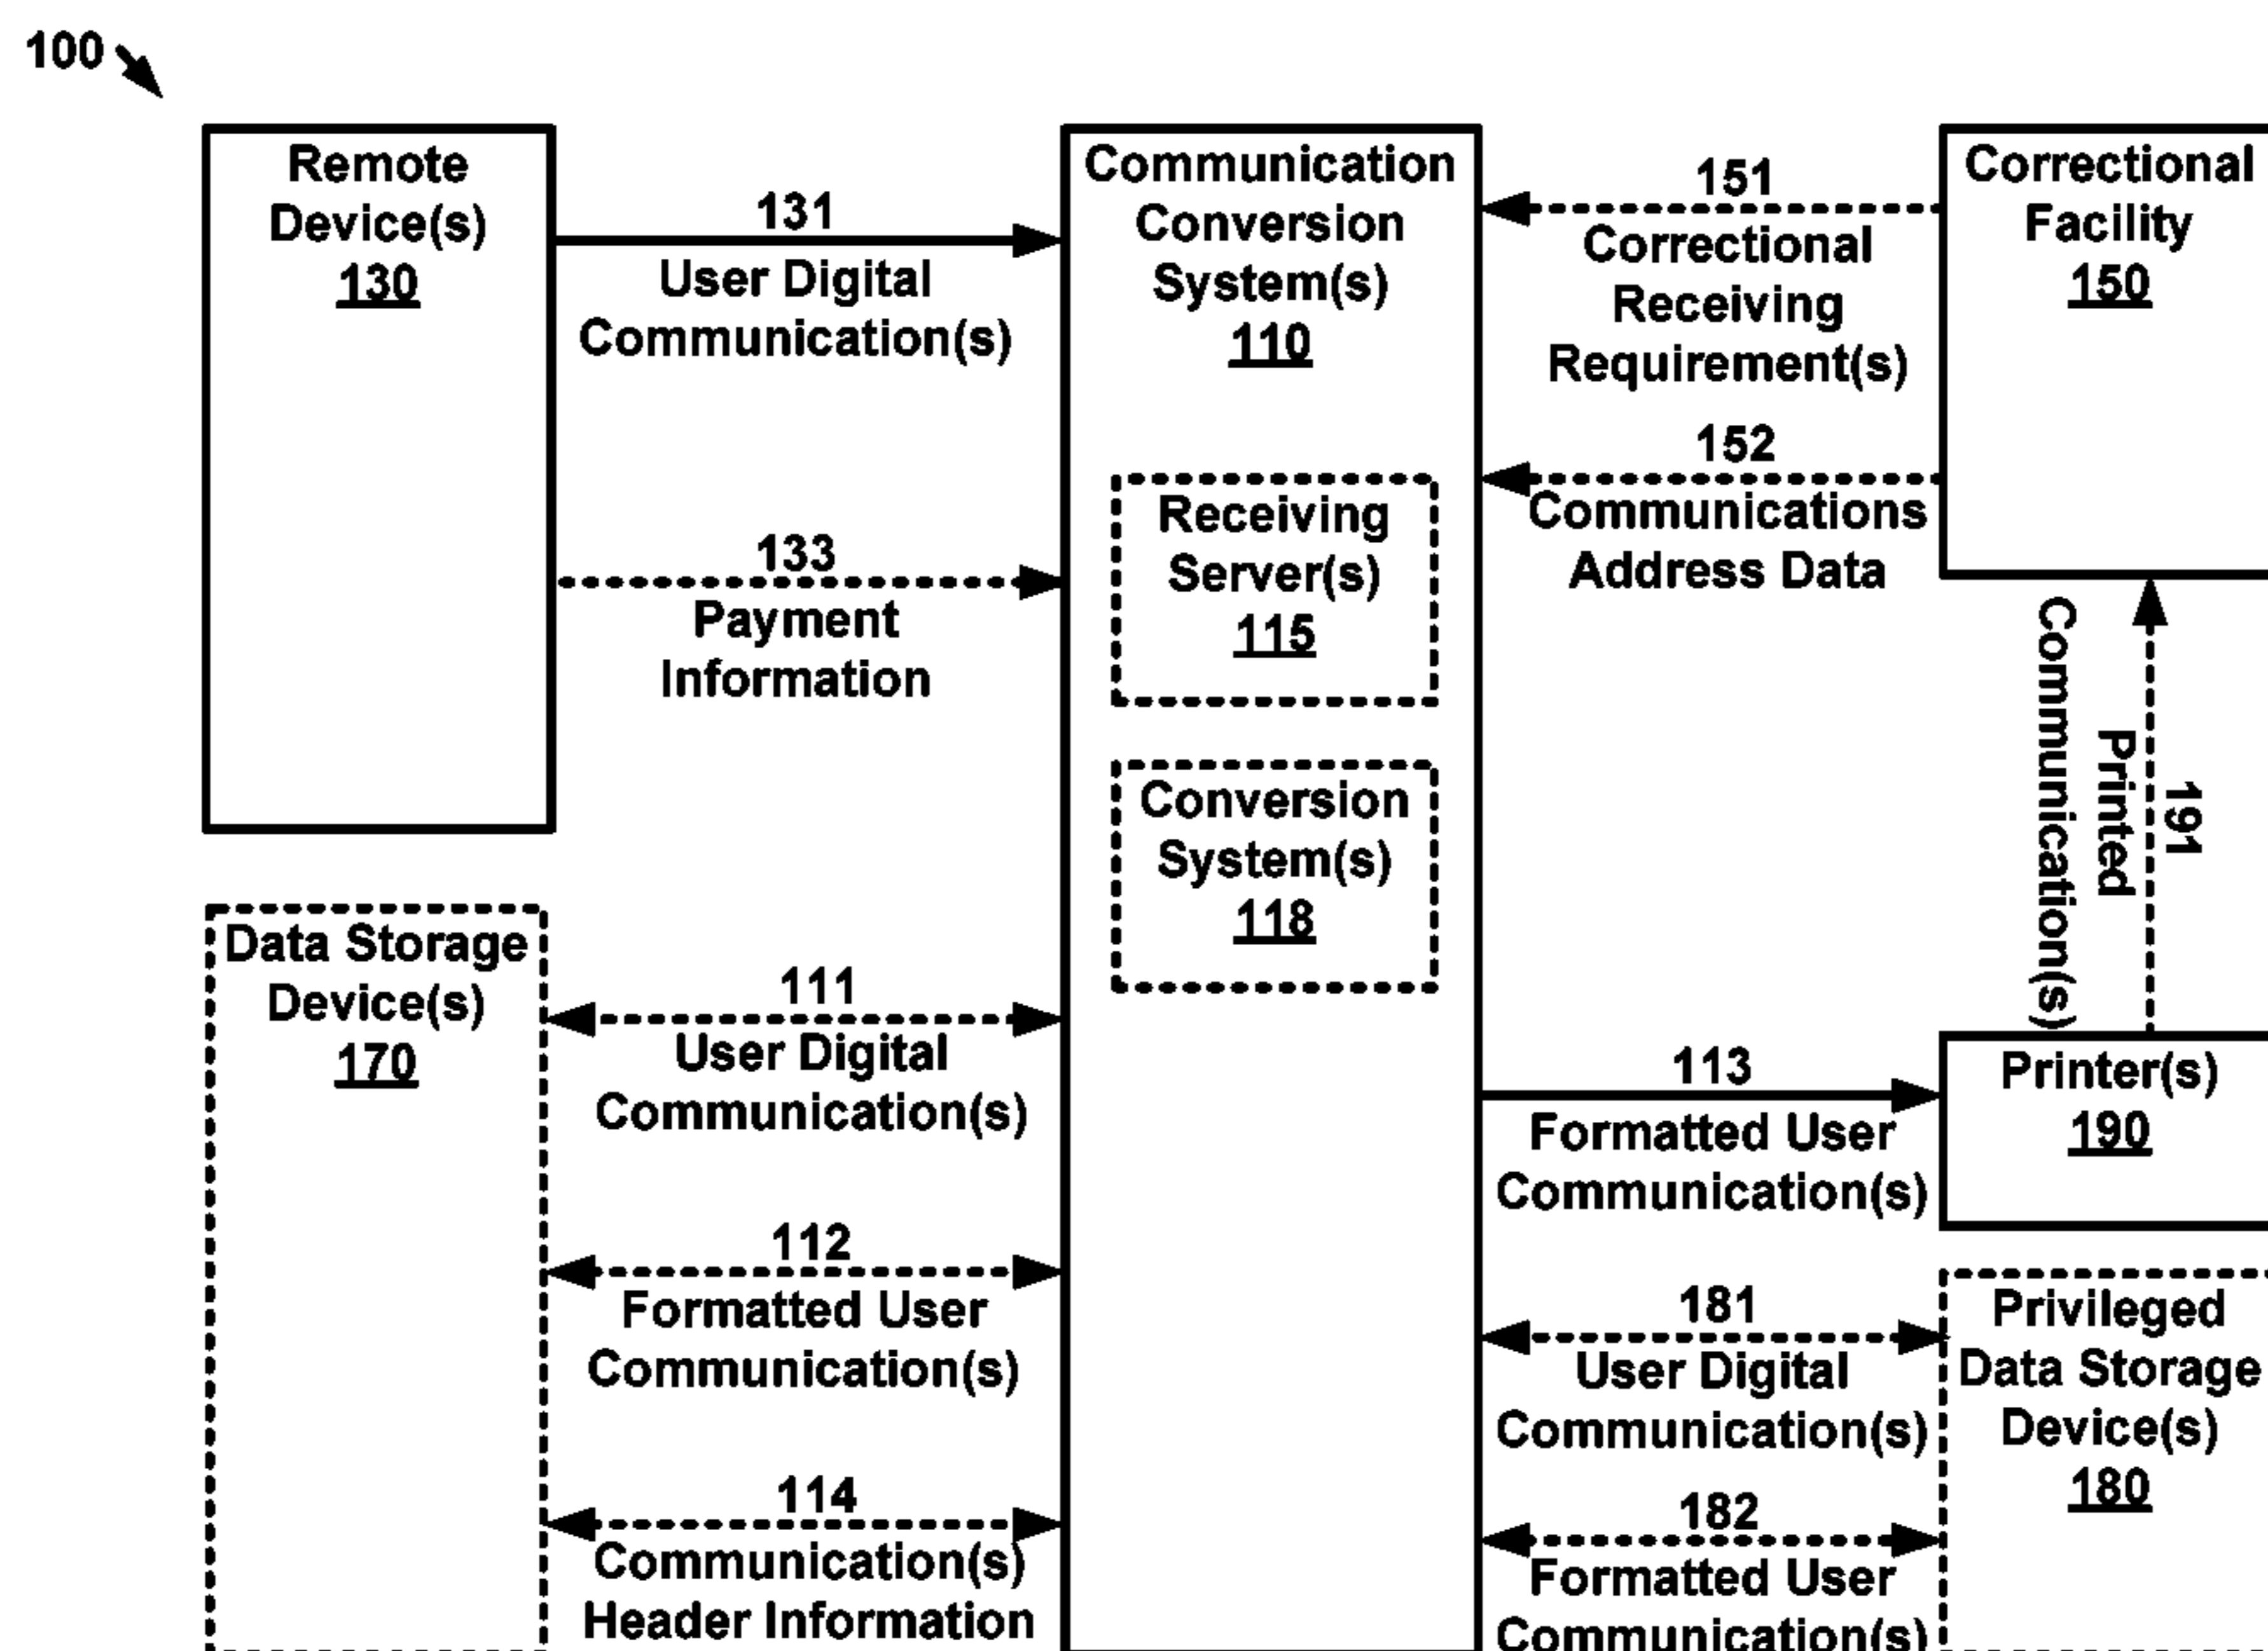 100
Remote
Device(s)
130
131
User Digital
Communication(s)
133
Payment
Information
Communication
Conversion
System(s)
110
Receiving
Server(s)
115
Conversion
System(s)
118
151
Correctional
Receiving
Requirement(s)
152
Communications
Address Data
Correctional
Facility
150
191
Printed
Communication(s)
Data Storage
Device(s)
170
111
User Digital
Communication(s)
112
Formatted User
Communication(s)
114
Communication(s)
Header Information
113
Formatted User
Communication(s)
Printer(s)
190
181
User Digital
Communication(s)
182
Formatted User
Communication(s)
Privileged
Data Storage
Device(s)
180